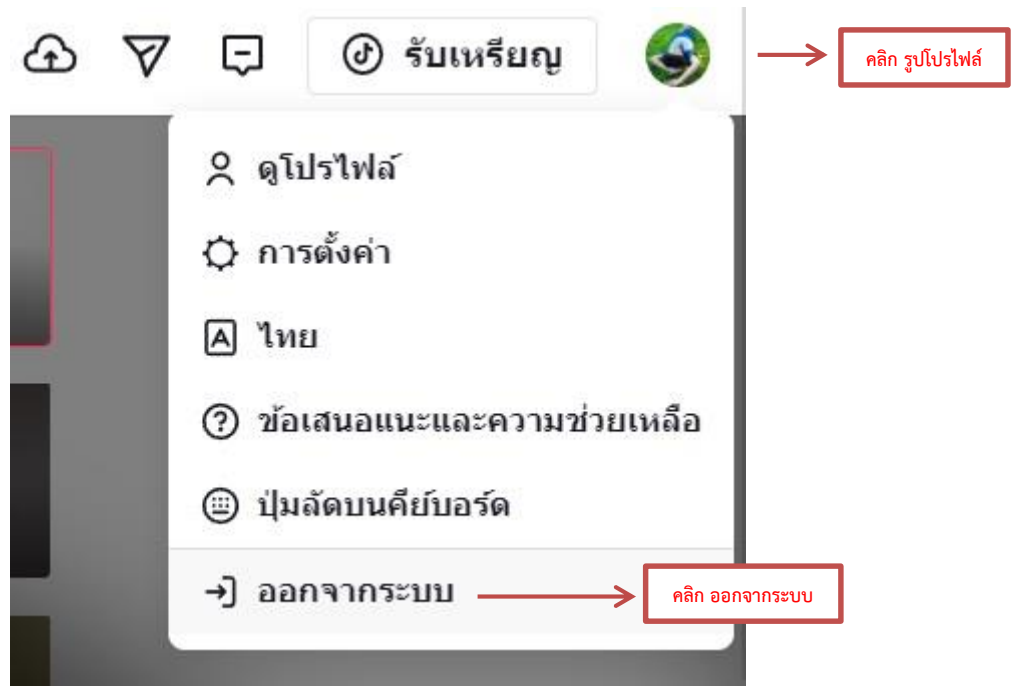 รับเหรียญ
คลิก รูปโปรไฟล์
ดูโปรไฟล์
การตั้งค่า
A ไทย
ข้อเสนอแนะและความช่วยเหลือ
ปุ่มลัดบนคีย์บอร์ด
ออกจากระบบ
คลิก ออกจากระบบ